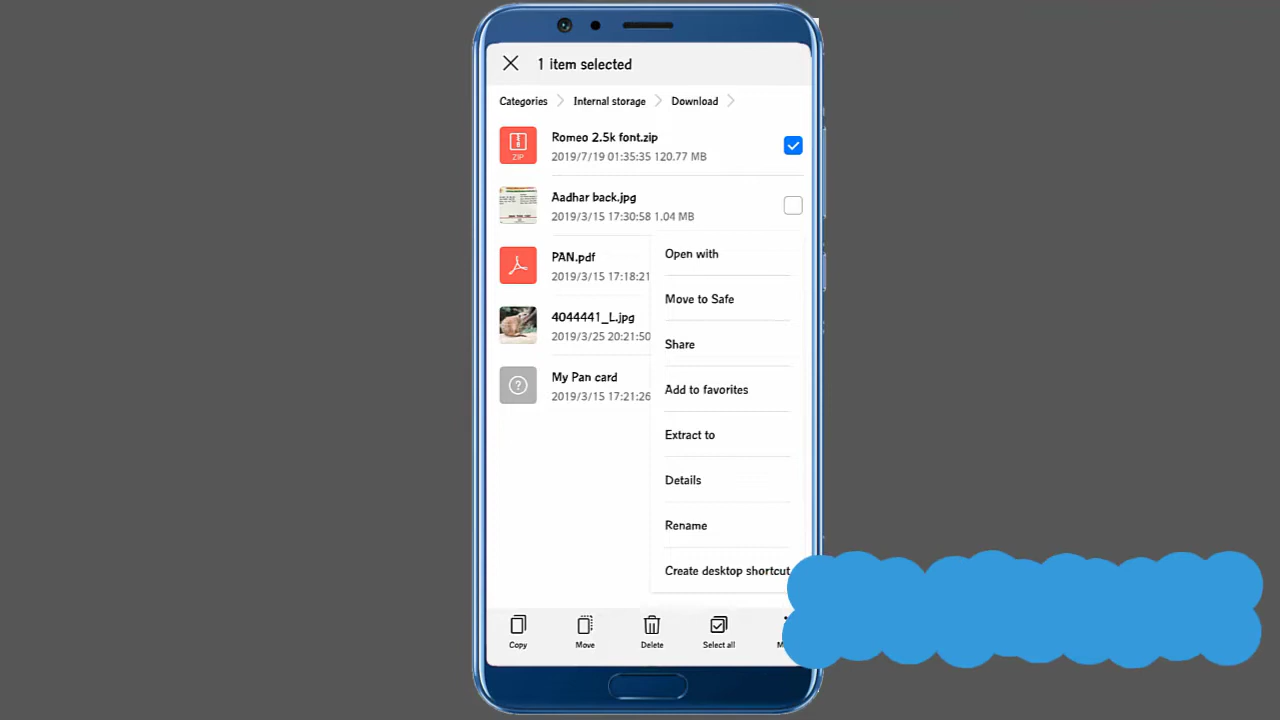 1 item selected
Categories Internal storage Download
Romeo 2.5k font.zip
ZIP
2019/7/19 01:35:35 120.77 MB
Aadhar back.jpg
2019/3/15 17:30:58 1.04 MB
PAN.pdf
2019/3/15 17:18:21
4044441_L.jpg
2019/3/25 20:21:50
My Pan card
2019/3/15 17:21:26
Open with
Move to Safe
Share
Add to favorites
Extract to
Details
Rename
Create desktop shortcut
Copy Move Delete Select all